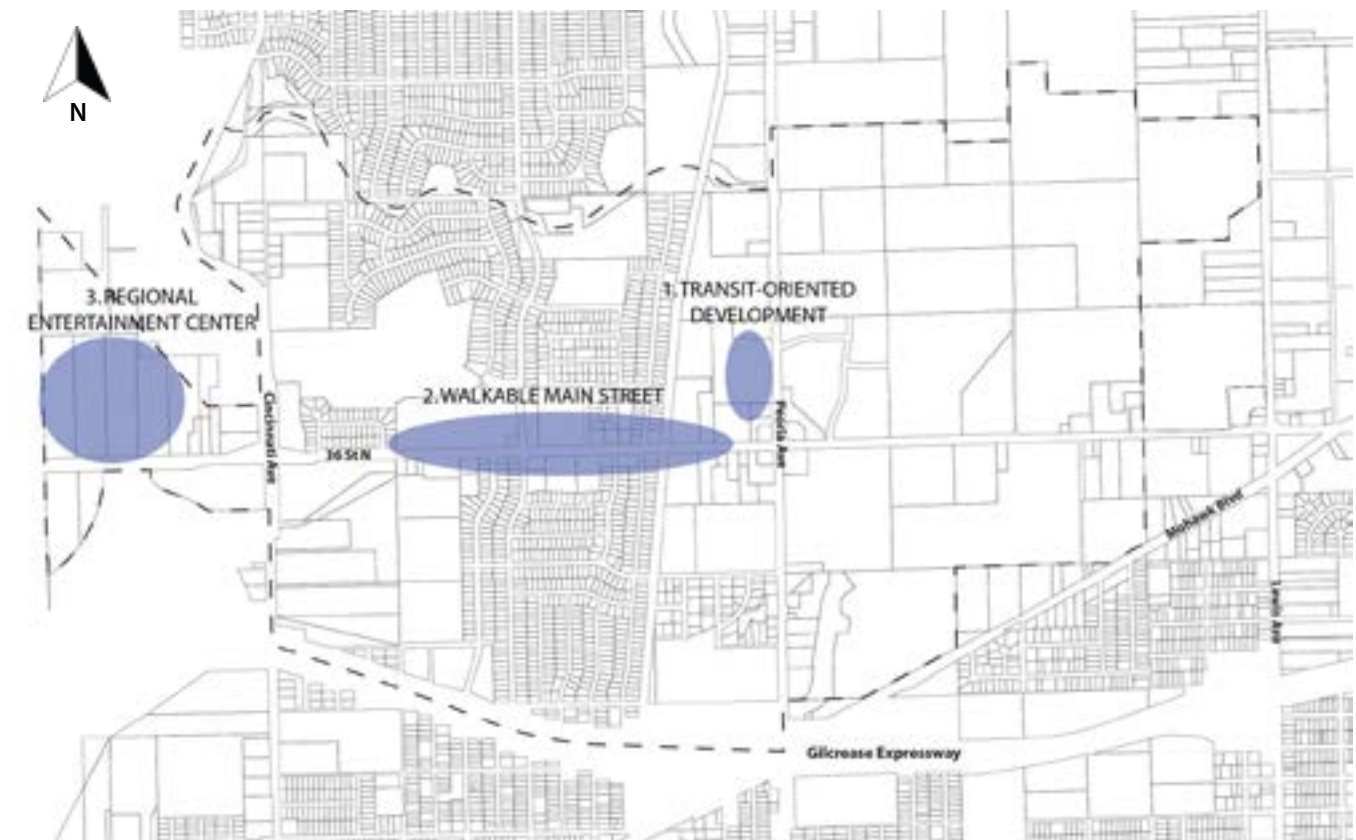 N
3. REGIONAL
ENTERTAINMENT CENTER
1. TRANSIT-ORIENTED
DEVELOPMENT
2. WALKABLE MAIN STREET
Cincinnati Ave
36 St N
Peoria Ave
Mohawk Blvd
Lewis Ave
Gilcrease Expressway